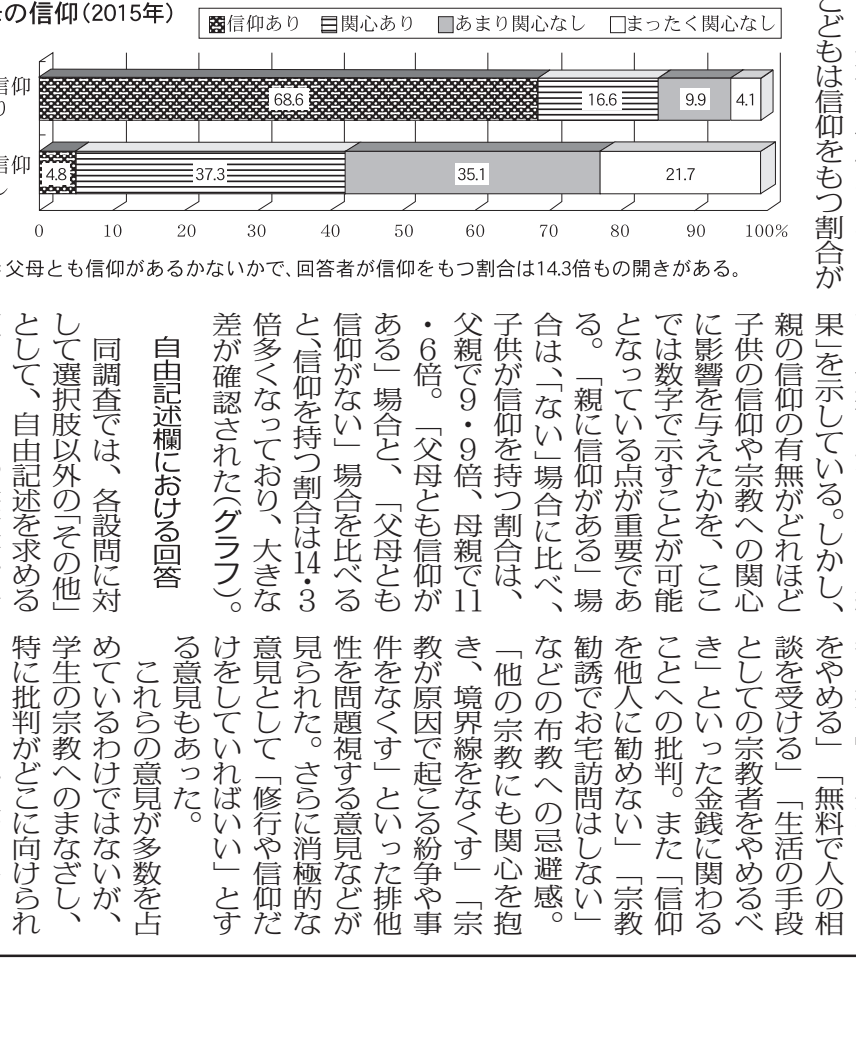 の信仰（2015年）
信仰あり 関心あり あまり関心なし まったく関心なし
信仰
68.6 16.6 9.9 4.1
信仰
4.8 37.3 35.1 21.7
0 10 20 30 40 50 60 70 80 90 100%
父母とも信仰があるかないかで、回答者が信仰をもつ割合は14.3倍もの開きがある。
こどもは信仰をもつ割合が
果」を示している。しかし、
親の信仰の有無がどれほど
子供の信仰や宗教への関心
に影響を与えたかを、ここ
では数字で示すことが可能
となっている点が重要であ
る。「親に信仰がある」場
合は、「ない」場合に比べ、
子供が信仰を持つ割合は、
父親で9・9倍、母親で11
・6倍。「父母とも信仰が
ある」場合と、「父母とも
信仰がない」場合を比べる
と、信仰を持つ割合は14・3
倍多くなっており、大きな
差が確認された（グラフ）。
自由記述欄における回答
同調査では、各設問に対
して選択肢以外の「その他」
として、自由記述を求める
をやめる」「無料で人の相
談を受ける」「生活の手段
としての宗教者をやめるべ
き」といった金銭に関わる
ことへの批判。また「信仰
を他人に勧めない」「宗教
勧誘でお宅訪問はしない」
などの布教への忌避感。
「他の宗教にも関心を抱
き、境界線をなくす」「宗
教が原因で起こる紛争や事
件をなくす」といった排他
性を問題視する意見などが
見られた。さらに消極的な
意見として「修行や信仰だ
けをしていればいい」とす
る意見もあった。
これらの意見が多数を占
めているわけではないが、
学生の宗教へのまなざし、
特に批判がどこに向けられ